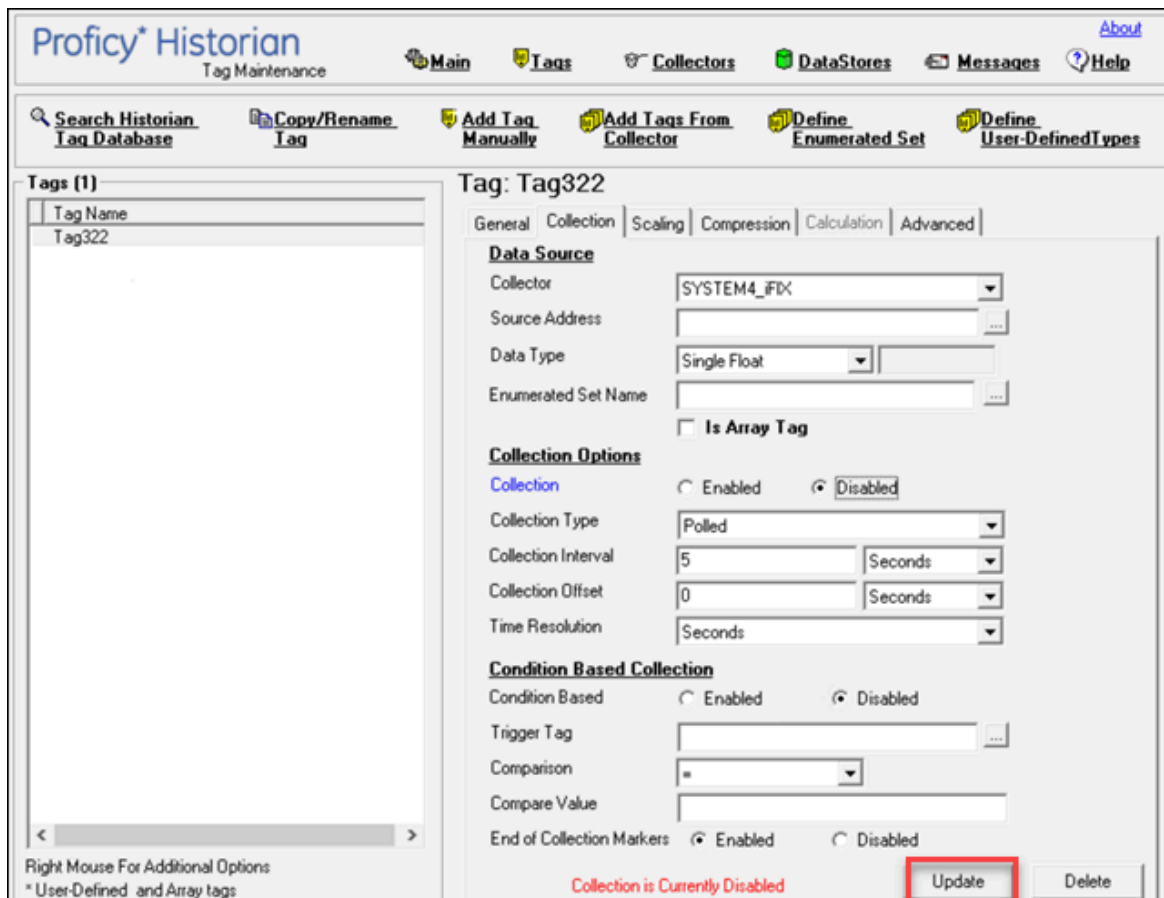 About
Proficy* Historian
Tag Maintenance
Main Tags Collectors DataStores Messages Help
Search Historian Tag Database
Copy/Rename Tag
Add Tag Manually
Add Tags From Collector
Define Enumerated Set
Define User-DefinedTypes
Tags (1)
Tag Name
Tag322
Right Mouse For Additional Options
* User-Defined and Array tags
Tag: Tag322
General Collection Scaling Compression Calculation Advanced
Data Source
Collector SYSTEM4_iFIX
Source Address ...
Data Type Single Float
Enumerated Set Name ...
Is Array Tag
Collection Options
Collection Enabled Disabled
Collection Type Polled
Collection Interval 5 Seconds
Collection Offset 0 Seconds
Time Resolution Seconds
Condition Based Collection
Condition Based Enabled Disabled
Trigger Tag ...
Comparison =
Compare Value
End of Collection Markers Enabled Disabled
Collection is Currently Disabled Update Delete